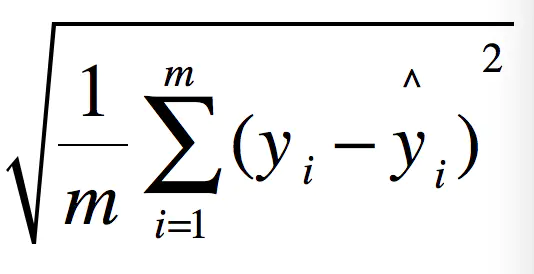 √(1/m ∑_{i=1}^{m} (y_i − ŷ_i)²)